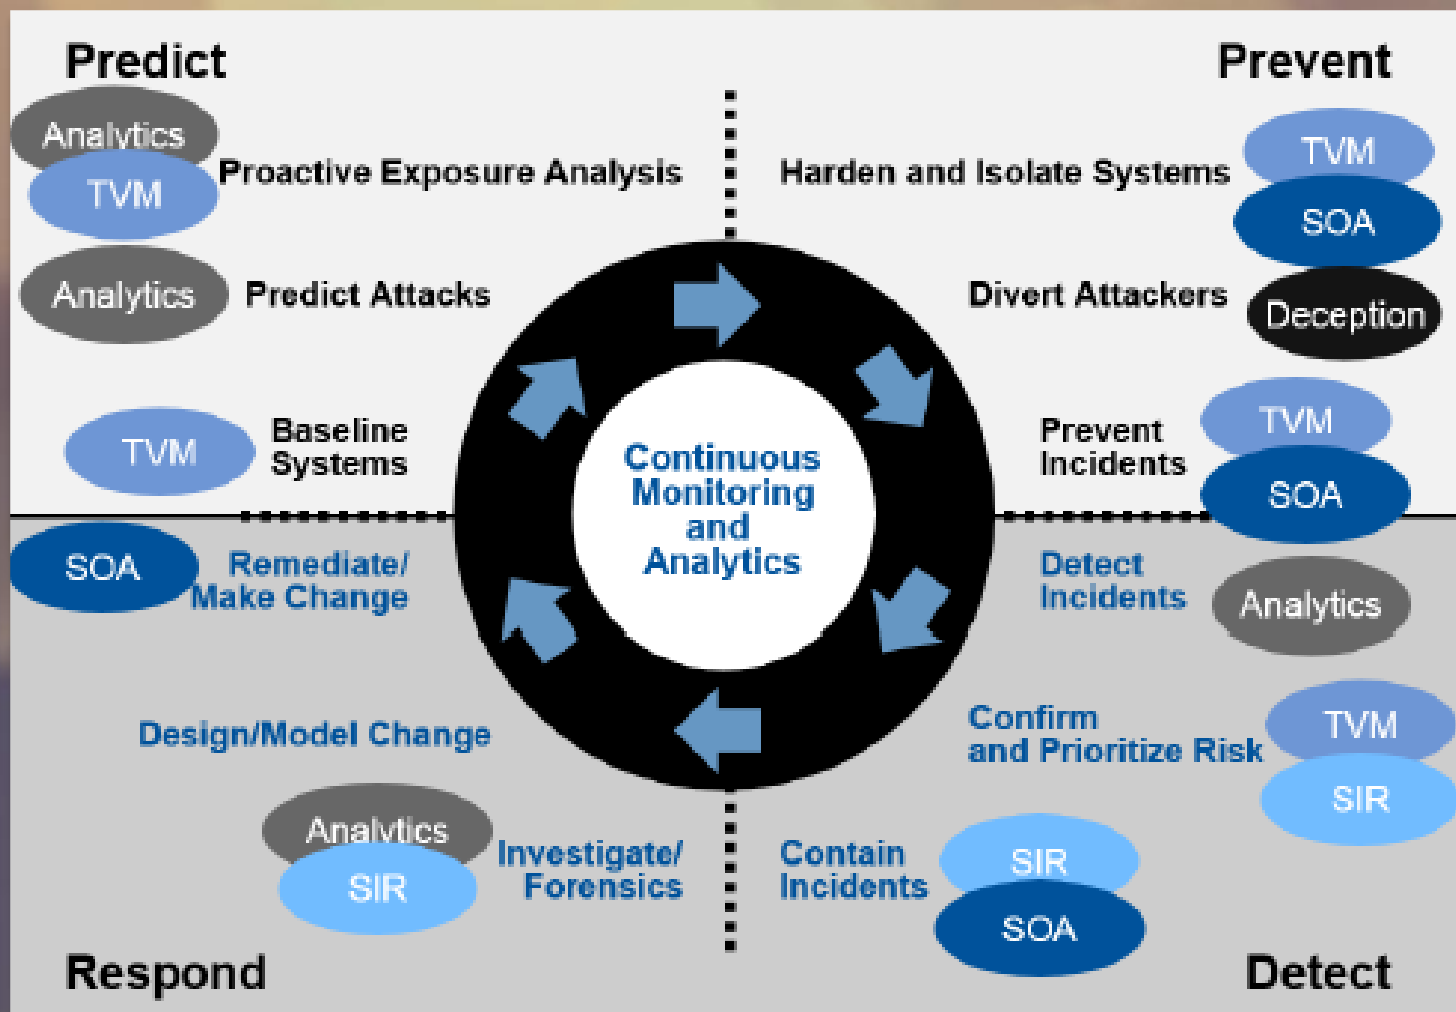 Predict
Prevent
Analytics
TVM
Proactive Exposure Analysis
Harden and Isolate Systems
TVM
SOA
Analytics
Predict Attacks
Divert Attackers
Deception
TVM
Baseline
Systems
Continuous
Monitoring
and
Analytics
Prevent
Incidents
TVM
SOA
SOA
Remediate/
Make Change
Detect
Incidents
Analytics
Design/Model Change
Confirm
and Prioritize Risk
TVM
SIR
Analytics
SIR
Investigate/
Forensics
Contain
Incidents
SIR
SOA
Respond
Detect